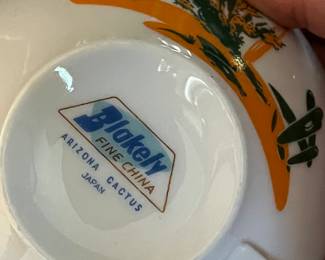 Blakely
FINE CHINA
ARIZONA CACTUS
JAPAN